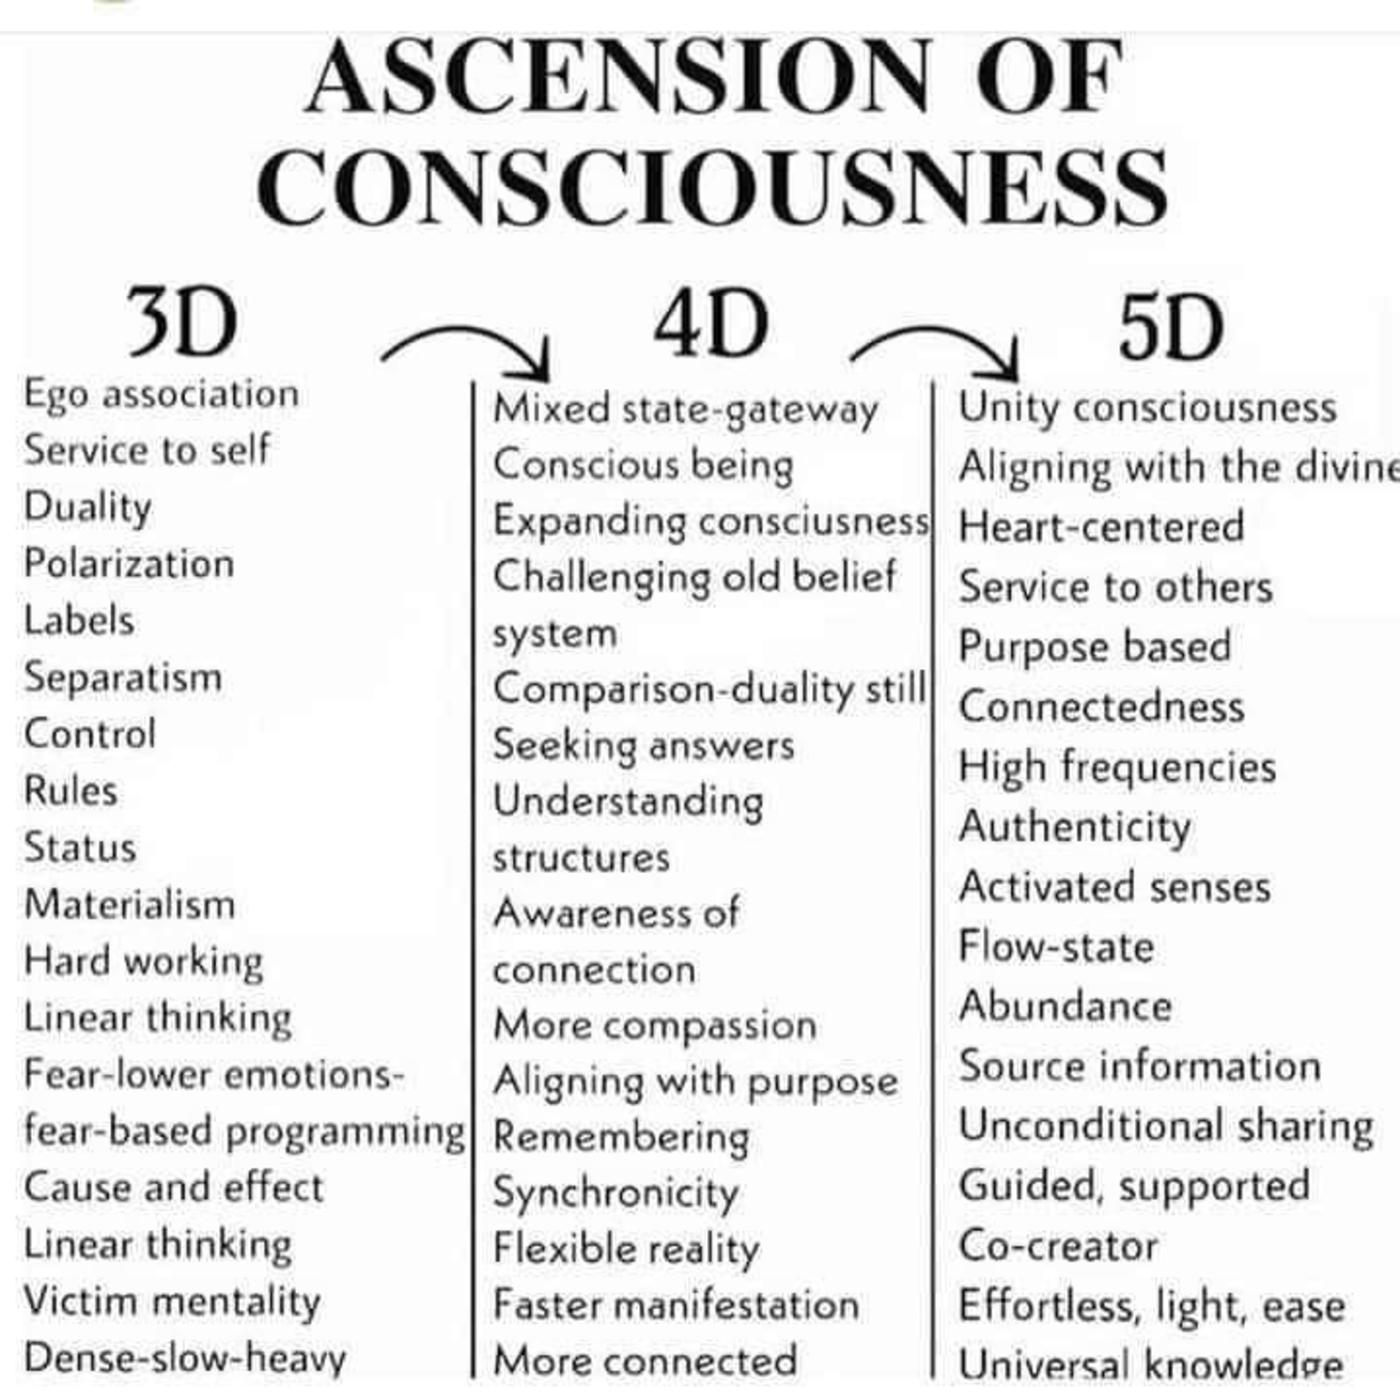 ASCENSION OF
CONSCIOUSNESS
3D
Ego association
Service to self
Duality
Polarization
Labels
Separatism
Control
Rules
Status
Materialism
Hard working
Linear thinking
Fear-lower emotions-
fear-based programming
Cause and effect
Linear thinking
Victim mentality
Dense-slow-heavy
4D
Mixed state-gateway
Conscious being
Expanding consciusness
Challenging old belief
system
Comparison-duality still
Seeking answers
Understanding
structures
Awareness of
connection
More compassion
Aligning with purpose
Remembering
Synchronicity
Flexible reality
Faster manifestation
More connected
5D
Unity consciousness
Aligning with the divine
Heart-centered
Service to others
Purpose based
Connectedness
High frequencies
Authenticity
Activated senses
Flow-state
Abundance
Source information
Unconditional sharing
Guided, supported
Co-creator
Effortless, light, ease
Universal knowledge